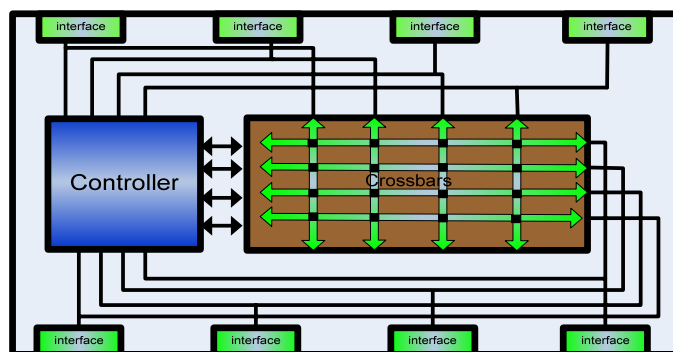 interface
interface
interface
interface
Controller
Crossbars
interface
interface
interface
interface